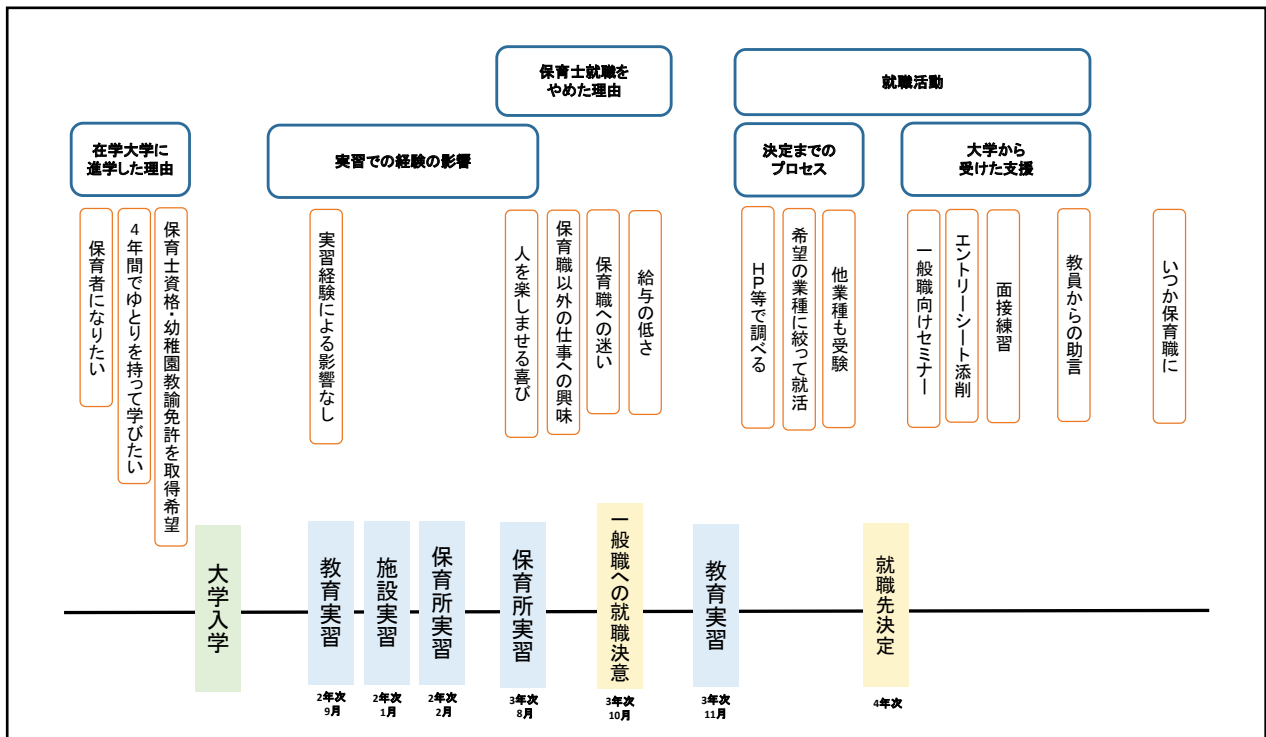 保育士就職を
やめた理由
就職活動
在学大学に
進学した理由
実習での経験の影響
決定までの
プロセス
大学から
受けた支援
保育者になりたい
4年間でゆとりを持って学びたい
保育士資格・幼稚園教諭免許を取得希望
実習経験による影響なし
人を楽しませる喜び
保育職以外の仕事への興味
保育職への迷い
給与の低さ
HP等で調べる
希望の業種に絞って就活
他業種も受験
一般職向けセミナー
エントリーシート添削
面接練習
教員からの助言
いつか保育職に
大学入学
教育実習
施設実習
保育所実習
保育所実習
一般職への就職決意
教育実習
就職先決定
2年次
9月
2年次
1月
2年次
2月
3年次
8月
3年次
10月
3年次
11月
4年次